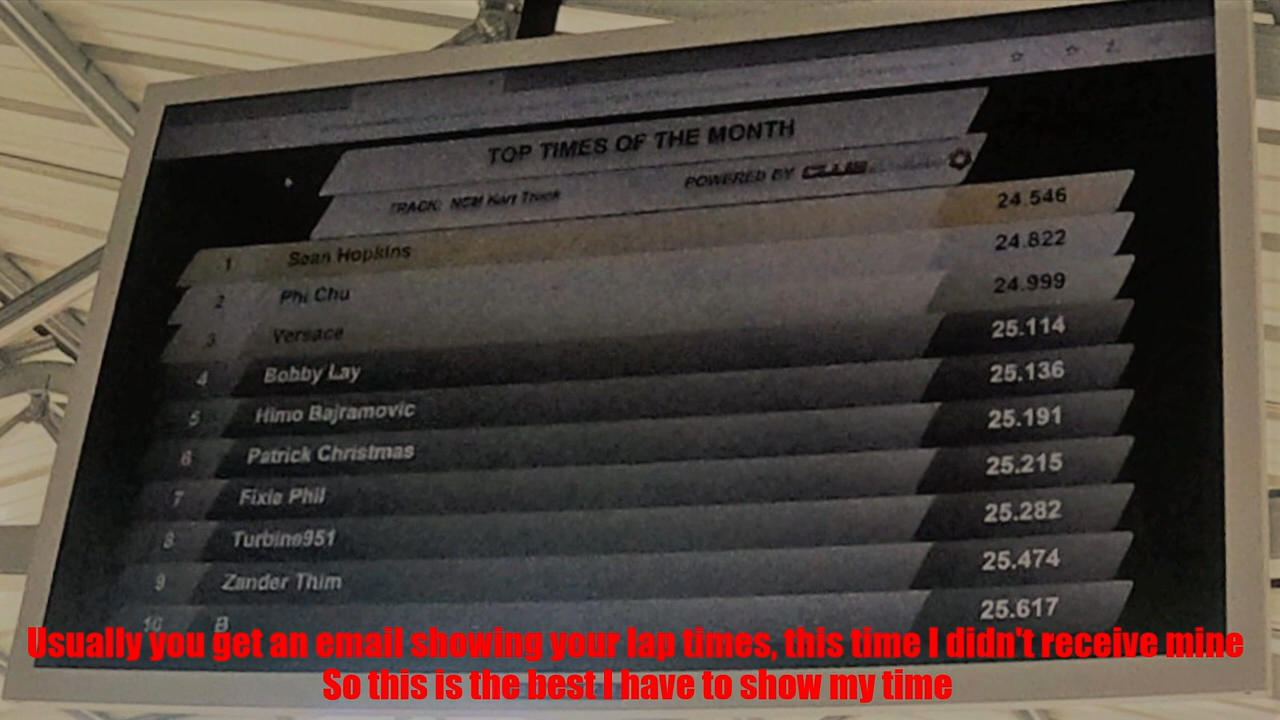 TOP TIMES OF THE MONTH
TRACK: NCM Kart Track POWERED BY CLUB
1 Sean Hopkins 24.546
2 Phi Chu 24.822
3 Versace 24.999
4 Bobby Lay 25.114
5 Himo Bajramovic 25.136
6 Patrick Christmas 25.191
7 Fixie Phil 25.215
8 Turbino951 25.282
9 Zander Thim 25.474
10 B 25.617
Usually you get an email showing your lap times, this time I didn't receive mine
So this is the best I have to show my time